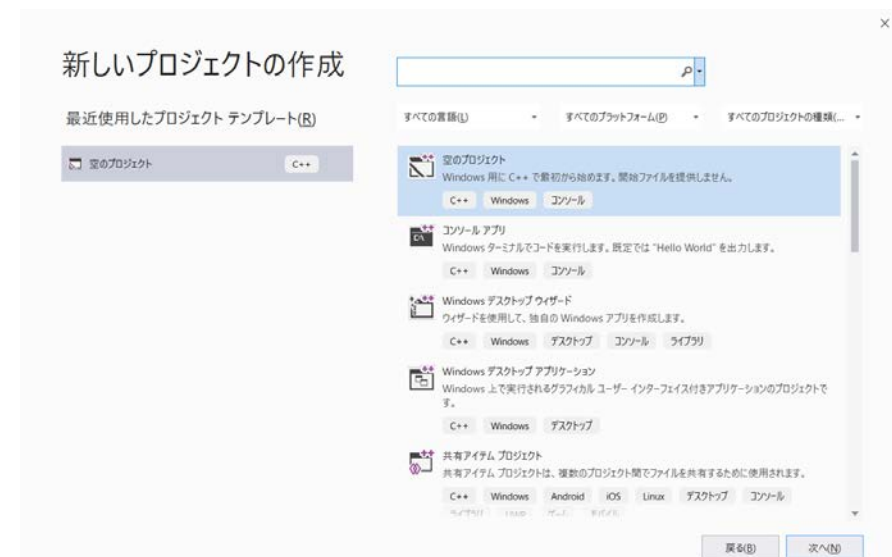 新しいプロジェクトの作成
最近使用したプロジェクト テンプレート(R)
空のプロジェクト C++
すべての言語(L) すべてのプラットフォーム(P) すべてのプロジェクトの種類(...
空のプロジェクト
Windows 用に C++ で最初から始めます。開始ファイルを提供しません。
C++ Windows コンソール
コンソール アプリ
Windows ターミナルでコードを実行します。既定では "Hello World" を出力します。
C++ Windows コンソール
Windows デスクトップ ウィザード
ウィザードを使用して、独自の Windows アプリを作成します。
C++ Windows デスクトップ コンソール ライブラリ
Windows デスクトップ アプリケーション
Windows 上で実行されるグラフィカル ユーザー インターフェイス付きアプリケーションのプロジェクトで
す。
C++ Windows デスクトップ
共有アイテム プロジェクト
共有アイテム プロジェクトは、複数のプロジェクト間でファイルを共有するために使用されます。
C++ Windows Android iOS Linux デスクトップ コンソール
ライブラリ UWP ゲーム モバイル
戻る(B) 次へ(N)